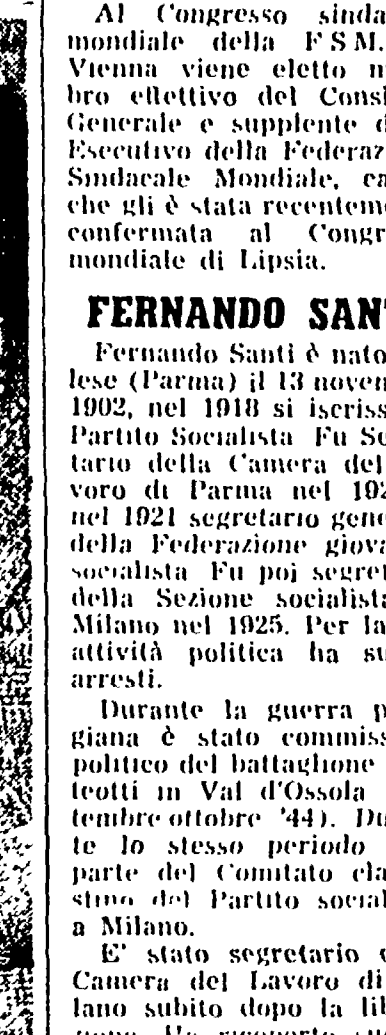 Al Congresso sinda
mondiale della FSM.
Vienna viene eletto m
bro effettivo del Consi
Generale e supplente d
Esecutivo della Federaz
Sindacale Mondiale, ca
che gli è stata recenteme
confermata al Congr
mondiale di Lipsia.
FERNANDO SANT
Fernando Santi è nato
lese (Parma) il 13 noven
1902, nel 1918 si iscriss
Partito Socialista Fu Se
tario della Camera del
voro di Parma nel 192
nel 1921 segretario gene
della Federazione giova
socialista Fu poi segret
della Sezione socialista
Milano nel 1925. Per la
attività politica ha su
arresti.
Durante la guerra p
giana è stato commiss
politico del battaglione
teotti in Val d'Ossola
tembre-ottobre '44). Du
te lo stesso periodo
parte del Comitato cla
stino del Partito social
a Milano.
E' stato segretario d
Camera del Lavoro di
lano subito dopo la lib